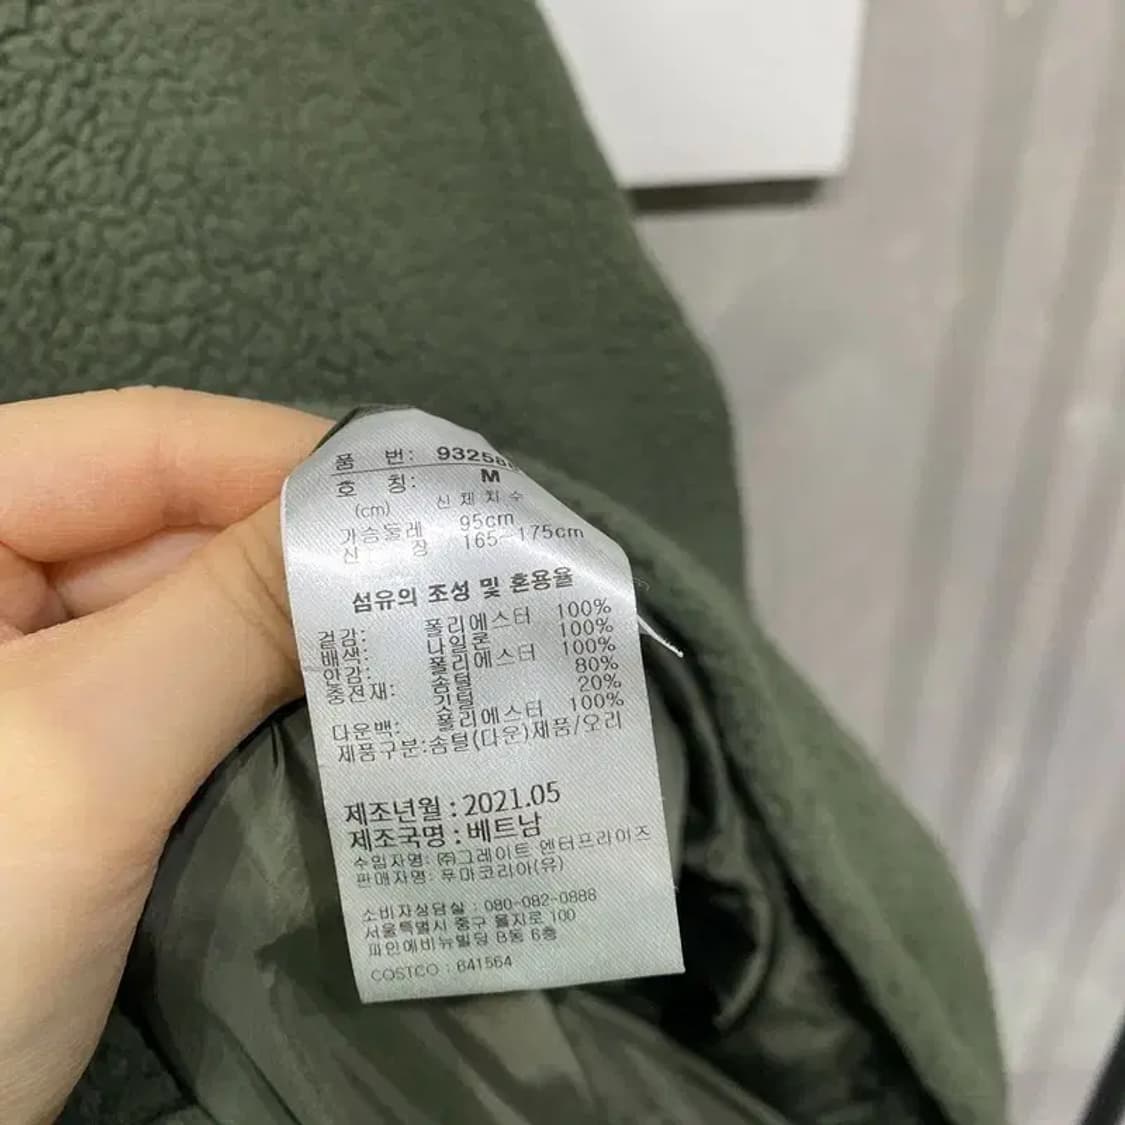 품 번:
호 칭: M
(cm) 신체치수
가슴둘레 95cm
신 장 165-175cm
섬유의 조성 및 혼용율
겉감: 폴리에스터 100%
배색: 나일론 100%
안감: 폴리에스터 100%
충전재: 솜털 80%
깃털 20%
다운백: 폴리에스터 100%
제품구분:솜털(다운)제품/오리
제조년월 : 2021.05
제조국명 : 베트남
수입자명: ㈜그레이트 엔터프라이즈
판매자명: 푸마코리아(유)
소비자상담실 : 080-082-0888
서울특별시 중구 을지로 100
파인에비뉴빌딩 B동 6층
COSTCO : 641564